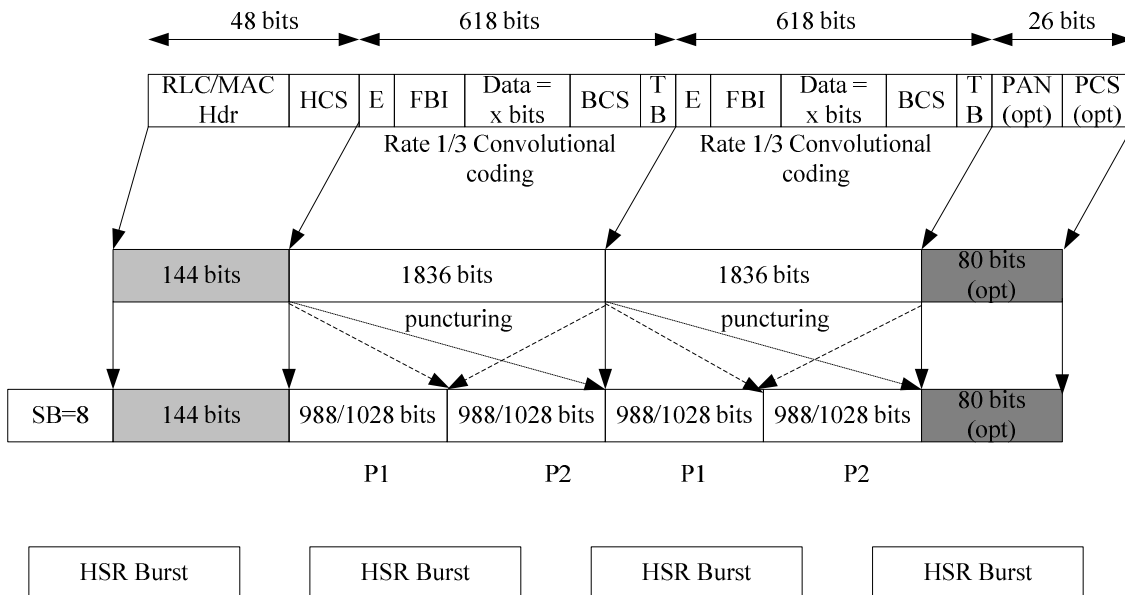 48 bits 618 bits 618 bits 26 bits
RLC/MAC
Hdr
HCS
E
FBI
Data =
x bits
BCS
T
B
E
FBI
Data =
x bits
BCS
T
B
PAN
(opt)
PCS
(opt)
Rate 1/3 Convolutional
coding
Rate 1/3 Convolutional
coding
144 bits
1836 bits
1836 bits
80 bits
(opt)
puncturing
puncturing
SB=8
144 bits
988/1028 bits
988/1028 bits
988/1028 bits
988/1028 bits
80 bits
(opt)
P1 P2 P1 P2
HSR Burst
HSR Burst
HSR Burst
HSR Burst